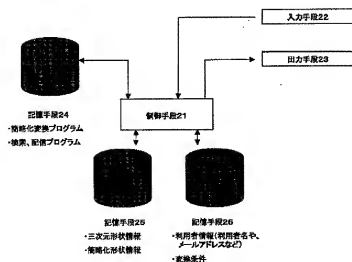 入力手段22
出力手段23
制御手段21
記憶手段24
・簡略化変換プログラム
・検索、配信プログラム
記憶手段25
・三次元形状情報
・簡略化形状情報
記憶手段26
・利用者情報(利用者名や、
メールアドレスなど)
・変換条件